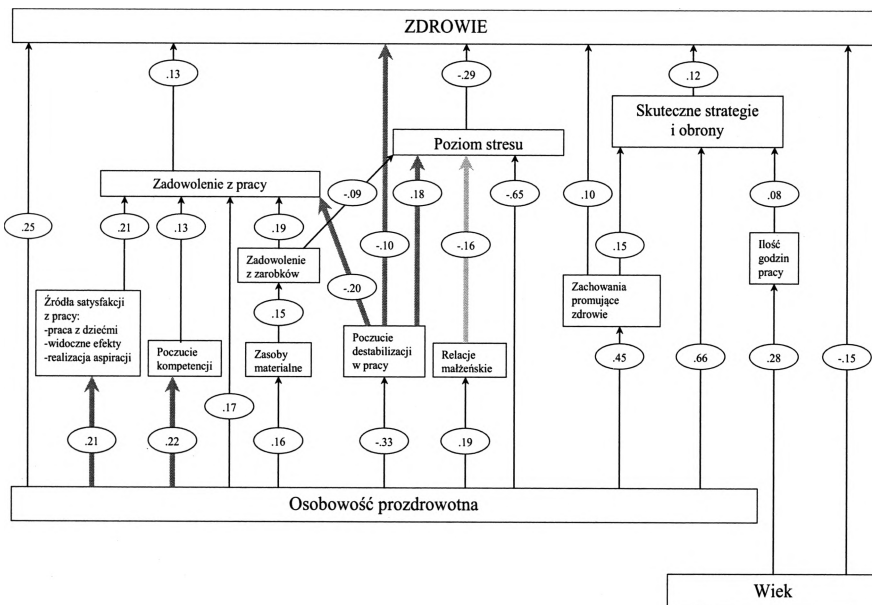 ZDROWIE
.13
-.29
.12
Skuteczne strategie
i obrony
Poziom stresu
Zadowolenie z pracy
-.09
.18
-.65
.10
.08
.25
.21
.13
.19
-.10
-.16
.15
Zadowolenie
z zarobków
Ilość
godzin
pracy
-.20
Zachowania
promujące
zdrowie
Źródła satysfakcji
z pracy:
-praca z dziećmi
-widoczne efekty
-realizacja aspiracji
.15
Poczucie
kompetencji
Zasoby
materialne
Poczucie
destabilizacji
w pracy
Relacje
małżeńskie
.45
.66
.28
-.15
.17
.21
.22
.16
-.33
.19
Osobowość prozdrowotna
Wiek